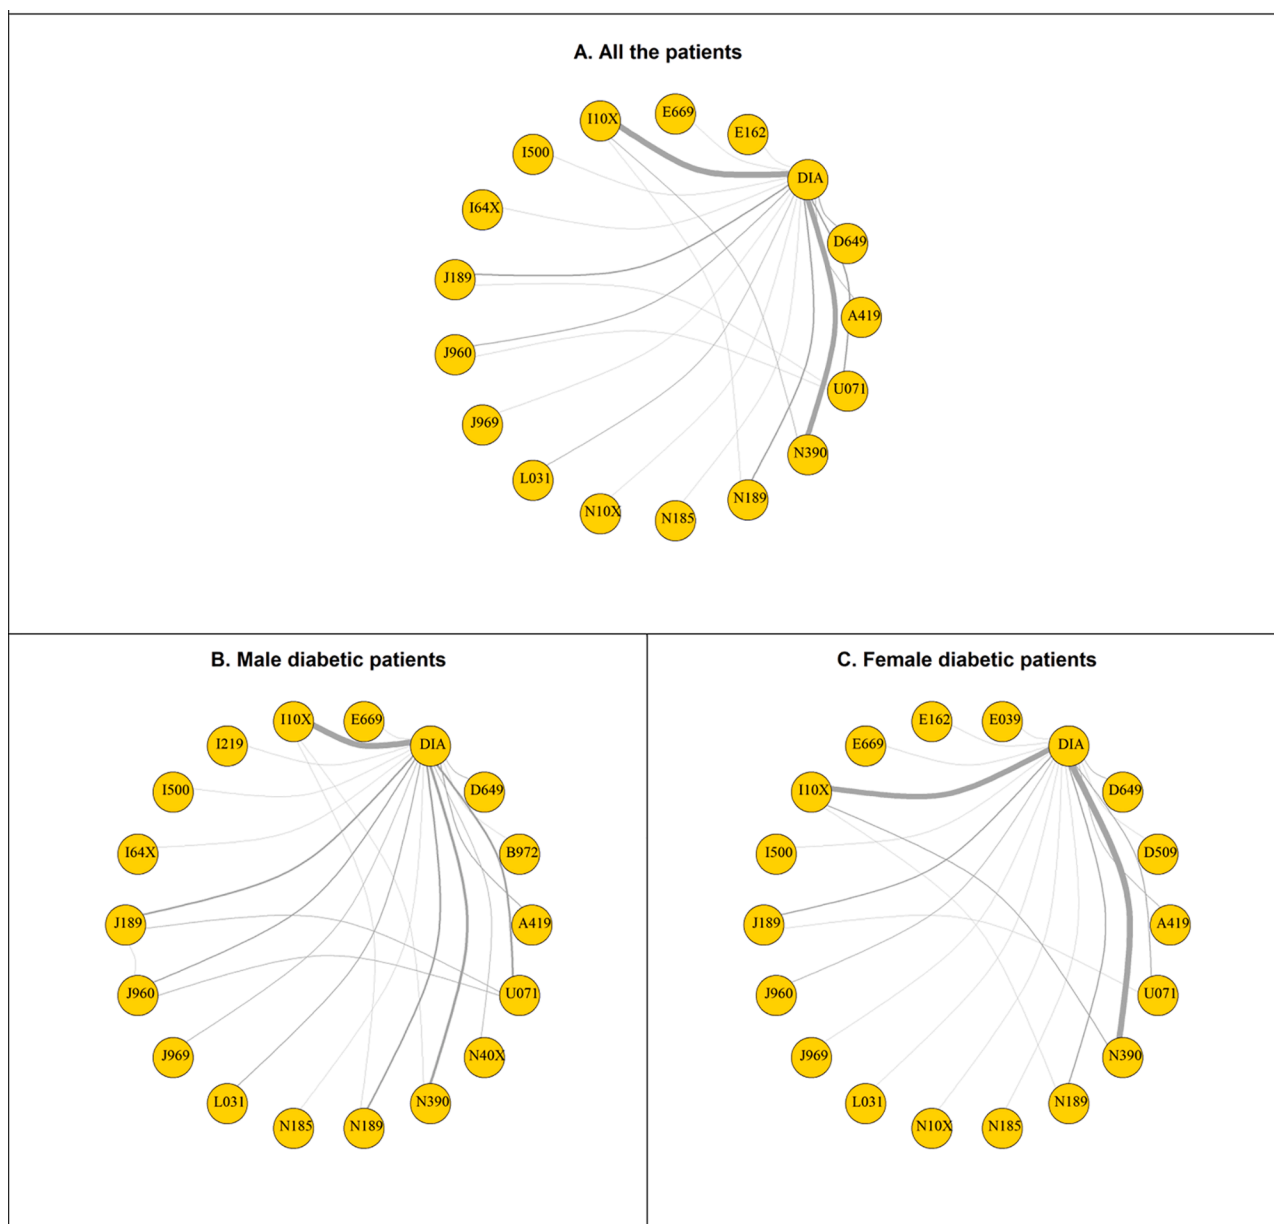 A. All the patients
E669
I10X
E162
I500
DIA
I64X
D649
J189
A419
J960
U071
J969
N390
L031
N189
N10X
N185
B. Male diabetic patients
I10X
E669
I219
DIA
I500
D649
I64X
B972
J189
A419
J960
U071
J969
N40X
L031
N390
N185
N189
C. Female diabetic patients
E162
E039
E669
DIA
I10X
D649
I500
D509
J189
A419
J960
U071
J969
N390
L031
N189
N10X
N185